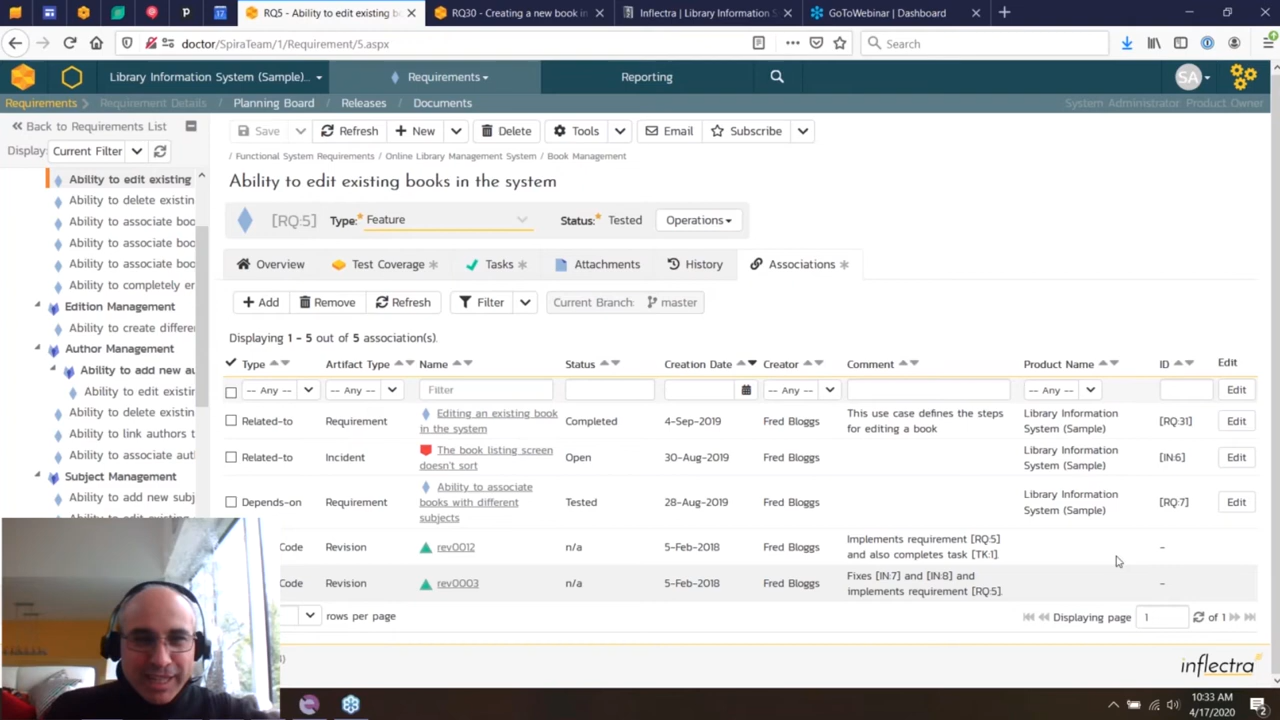 RQ5 - Ability to edit existing b
RQ30 - Creating a new book in
Inflectra | Library Information S
GoToWebinar | Dashboard
doctor/SpiraTeam/1/Requirement/5.aspx
Search
Library Information System (Sample)...
Requirements
Reporting
SA
Requirements
Requirement Details
/ Planning Board / Releases / Documents
System Administrator Product Owner
Back to Requirements List
Save
Refresh
New
Delete
Tools
Email
Subscribe
Display: Current Filter
/ Functional System Requirements / Online Library Management System / Book Management
Ability to edit existing
Ability to delete existin
Ability to associate boo
Ability to associate boo
Ability to associate boo
Ability to completely er
Edition Management
Ability to create differe
Author Management
Ability to add new au
Ability to edit existin
Ability to delete existin
Ability to link authors t
Ability to associate aut
Subject Management
Ability to add new subj
Ability to edit existing books in the system
[RQ:5] Type:* Feature Status:* Tested Operations
Overview Test Coverage * Tasks * Attachments History Associations *
Add Remove Refresh Filter Current Branch: master
Displaying 1 - 5 out of 5 association(s).
Type Artifact Type Name Status Creation Date Creator Comment Product Name ID Edit
-- Any -- -- Any -- Filter -- Any -- -- Any -- Edit
Related-to Requirement Editing an existing book in the system Completed 4-Sep-2019 Fred Bloggs This use case defines the steps for editing a book Library Information System (Sample) [RQ:31] Edit
Related-to Incident The book listing screen doesn't sort Open 30-Aug-2019 Fred Bloggs Library Information System (Sample) [IN:6] Edit
Depends-on Requirement Ability to associate books with different subjects Tested 28-Aug-2019 Fred Bloggs Library Information System (Sample) [RQ:7] Edit
Code Revision rev0012 n/a 5-Feb-2018 Fred Bloggs Implements requirement [RQ:5] and also completes task [TK:1]. -
Code Revision rev0003 n/a 5-Feb-2018 Fred Bloggs Fixes [IN:7] and [IN:8] and implements requirement [RQ:5]. -
rows per page
Displaying page 1 of 1
inflectra
10:33 AM
4/17/2020
2